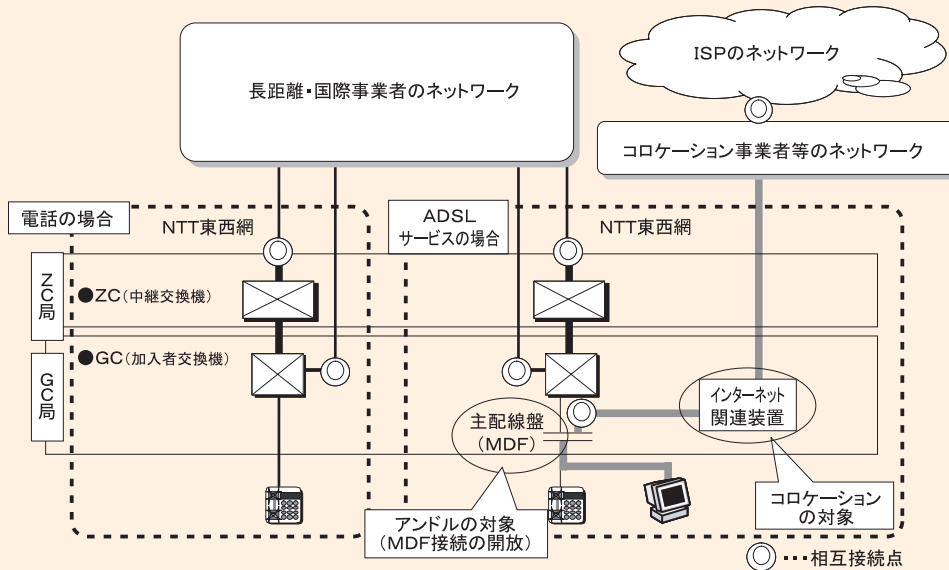 ISPのネットワーク
長距離・国際事業者のネットワーク
コロケーション事業者等のネットワーク
電話の場合
NTT東西網
ADSL
サービスの場合
NTT東西網
ZC局
●ZC(中継交換機)
GC局
●GC(加入者交換機)
主配線盤
(MDF)
インターネット
関連装置
アンドルの対象
(MDF接続の開放)
コロケーション
の対象
・・・相互接続点